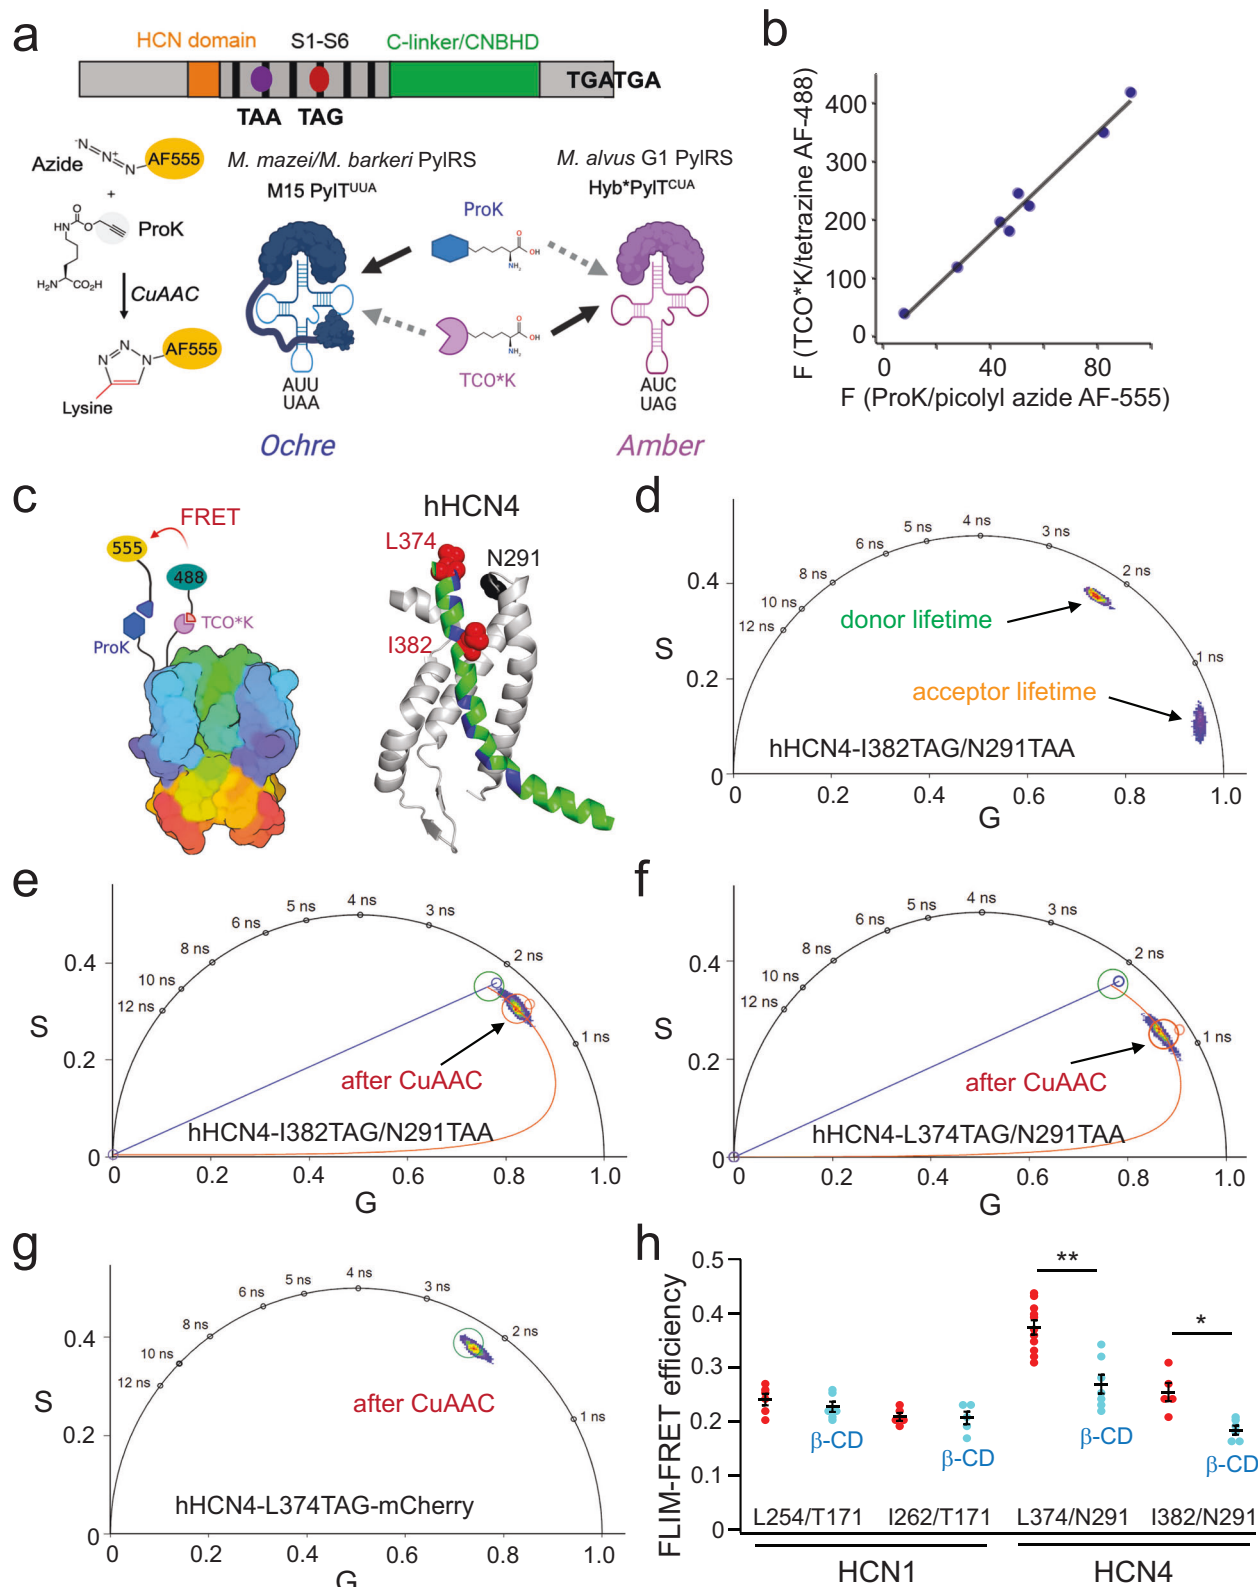 a
HCN domain
S1-S6
C-linker/CNBHD
TGATGA
TAA
TAG
Azide
-N
N+
N
AF555
+
O
HN
O
ProK
H₂N
CO₂H
CuAAC
N
N
N
AF555
Lysine
M. mazei/M. barkeri PylRS
M15 PylTUUA
M. alvus G1 PylRS
Hyb*PylTCUA
ProK
O
OH
NH₂
O
OH
NH₂
TCO*K
AUU
UAA
AUC
UAG
Ochre
Amber
b
F (TCO*K/tetrazine AF-488)
400
300
200
100
0
0
40
80
F (ProK/picolyl azide AF-555)
c
FRET
555
488
ProK
TCO*K
hHCN4
L374
N291
I382
d
S
0.4
0.2
0
12 ns
10 ns
8 ns
6 ns
5 ns
4 ns
3 ns
2 ns
1 ns
donor lifetime
acceptor lifetime
hHCN4-I382TAG/N291TAA
0
0.2
0.4
0.6
0.8
1.0
G
e
S
0.4
0.2
0
12 ns
10 ns
8 ns
6 ns
5 ns
4 ns
3 ns
2 ns
1 ns
after CuAAC
hHCN4-I382TAG/N291TAA
0
0.2
0.4
0.6
0.8
1.0
G
f
S
0.4
0.2
0
12 ns
10 ns
8 ns
6 ns
5 ns
4 ns
3 ns
2 ns
1 ns
after CuAAC
hHCN4-L374TAG/N291TAA
0
0.2
0.4
0.6
0.8
1.0
G
g
S
0.4
0.2
0
12 ns
10 ns
8 ns
6 ns
5 ns
4 ns
3 ns
2 ns
1 ns
after CuAAC
hHCN4-L374TAG-mCherry
0
0.2
0.4
0.6
0.8
1.0
G
h
FLIM-FRET efficiency
0.5
0.4
0.3
0.2
0.1
0
**
*
β-CD
β-CD
β-CD
β-CD
L254/T171
I262/T171
L374/N291
I382/N291
HCN1
HCN4